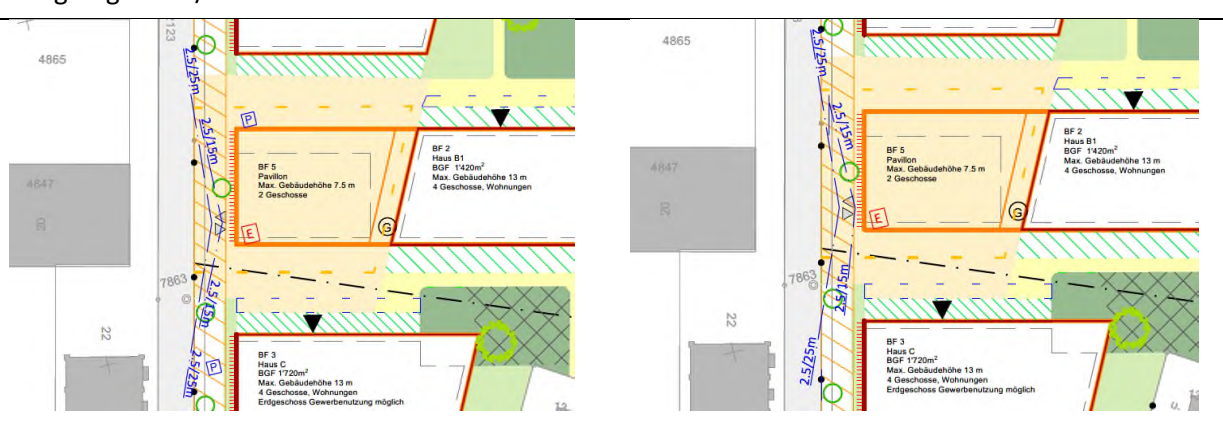 2123
4865
2.5/25m
2.5/15m
P
BF 5
Pavillon
Max. Gebäudehöhe 7.5 m
2 Geschosse
BF 2
Haus B1
BGF 1'420m²
Max. Gebäudehöhe 13 m
4 Geschosse, Wohnungen
4847
20
E
G
7863
2.5/15m
22
P
2.5/25m
BF 3
Haus C
BGF 1'720m²
Max. Gebäudehöhe 13 m
4 Geschosse, Wohnungen
Erdgeschoss Gewerbenutzung möglich
4865
2.5/25m
2.5/15m
BF 5
Pavillon
Max. Gebäudehöhe 7.5 m
2 Geschosse
BF 2
Haus B1
BGF 1'420m²
Max. Gebäudehöhe 13 m
4 Geschosse, Wohnungen
4847
20
E
G
7863
2.5/15m
22
2.5/25m
BF 3
Haus C
BGF 1'720m²
Max. Gebäudehöhe 13 m
4 Geschosse, Wohnungen
Erdgeschoss Gewerbenutzung möglich